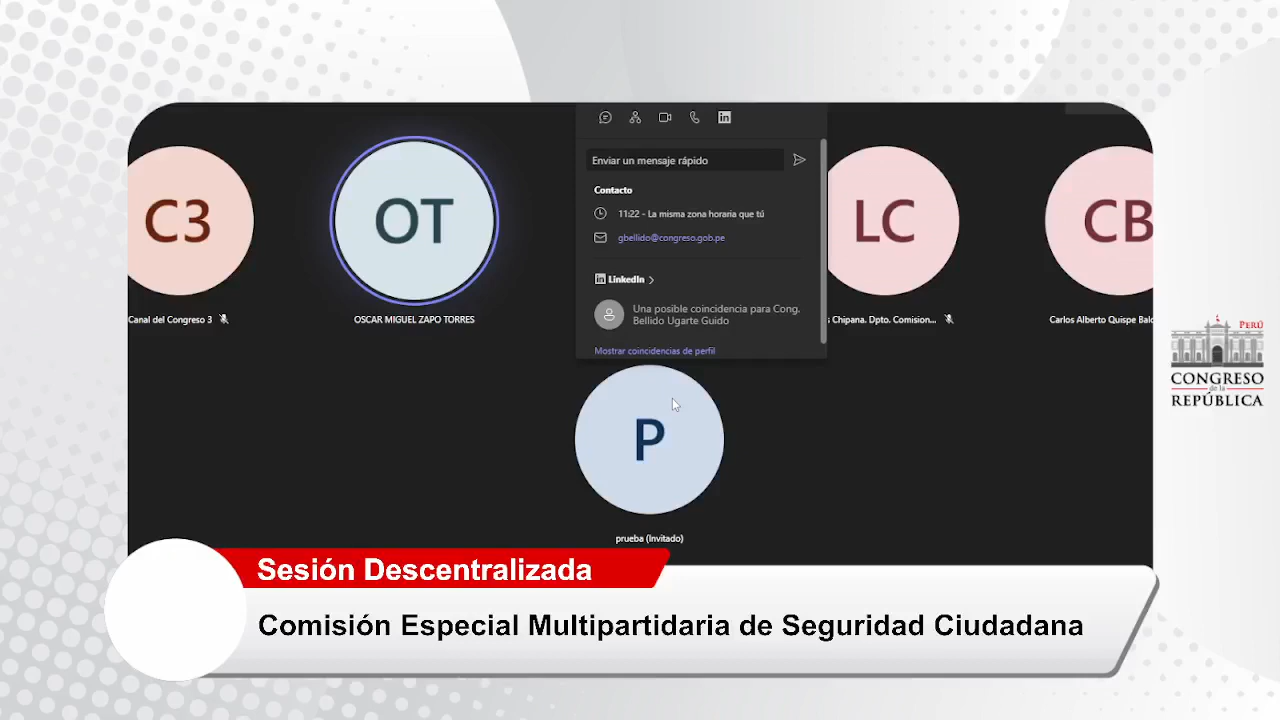 Enviar un mensaje rápido
Contacto
11:22 - La misma zona horaria que tú
gbellido@congreso.gob.pe
in LinkedIn
Una posible coincidencia para Cong.
Bellido Ugarte Guido
Mostrar coincidencias de perfil
C3
OT
LC
CB
Canal del Congreso 3
OSCAR MIGUEL ZAPO TORRES
Chipana. Dpto. Comision...
Carlos Alberto Quispe
P
prueba (Invitado)
PERÚ
CONGRESO
de la
REPÚBLICA
Sesión Descentralizada
Comisión Especial Multipartidaria de Seguridad Ciudadana